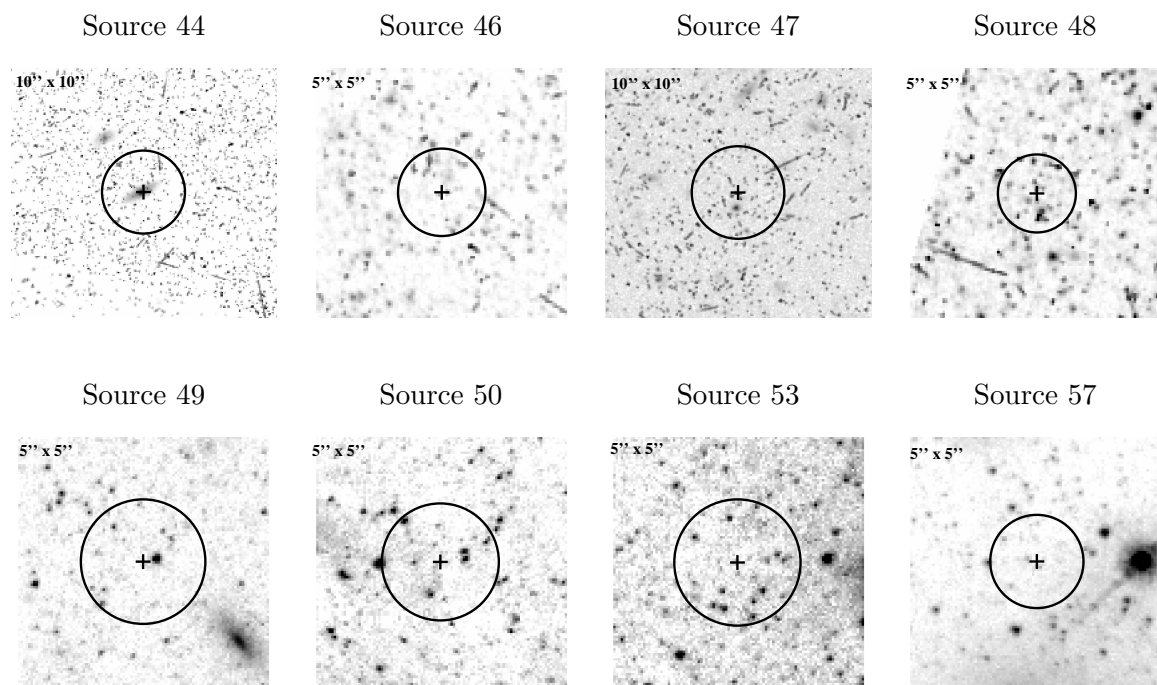 Source 44
Source 46
Source 47
Source 48
10’’ x 10’’
5’’ x 5’’
10’’ x 10’’
5’’ x 5’’
Source 49
Source 50
Source 53
Source 57
5’’ x 5’’
5’’ x 5’’
5’’ x 5’’
5’’ x 5’’